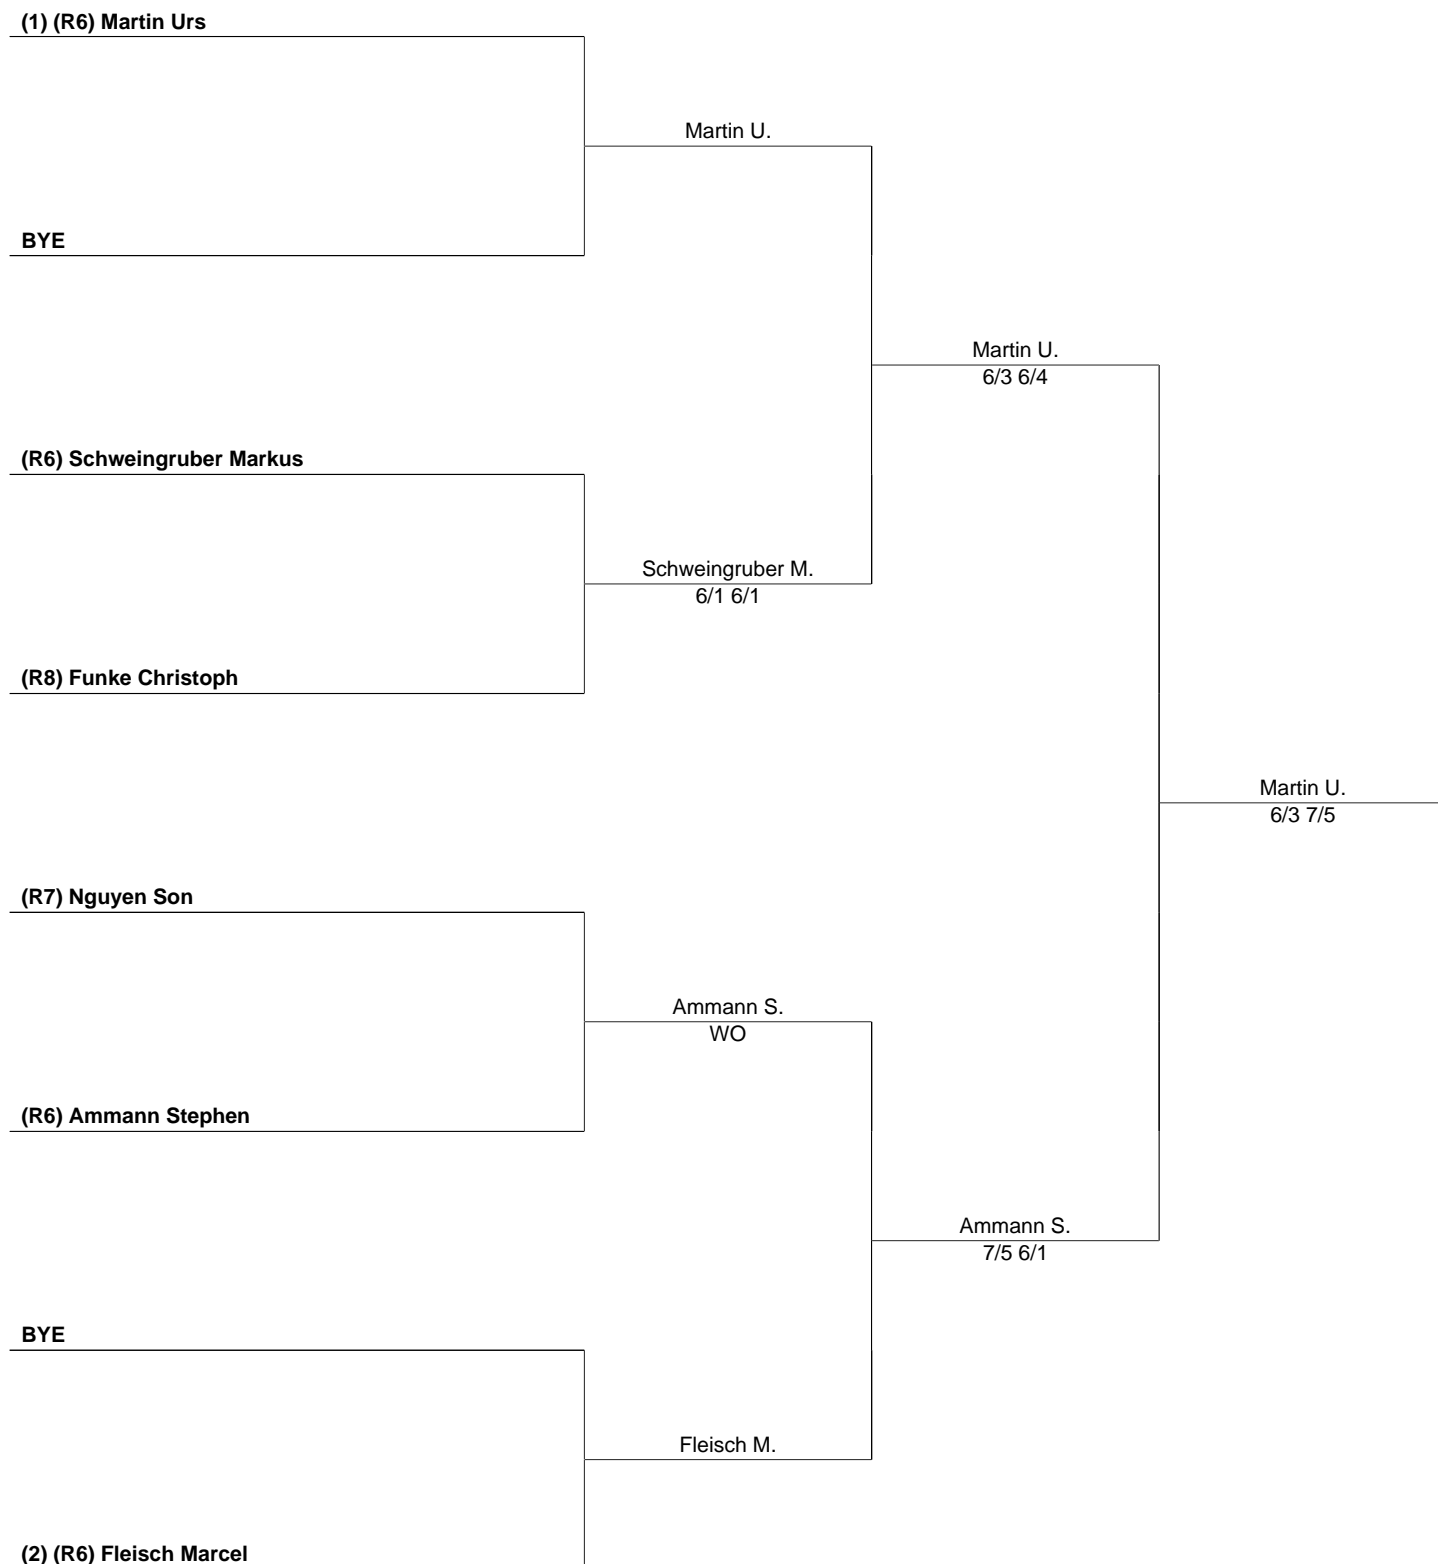 (1) (R6) Martin Urs
Martin U.
BYE
Martin U.
6/3 6/4
(R6) Schweingruber Markus
Schweingruber M.
6/1 6/1
(R8) Funke Christoph
Martin U.
6/3 7/5
(R7) Nguyen Son
Ammann S.
WO
(R6) Ammann Stephen
Ammann S.
7/5 6/1
BYE
Fleisch M.
(2) (R6) Fleisch Marcel